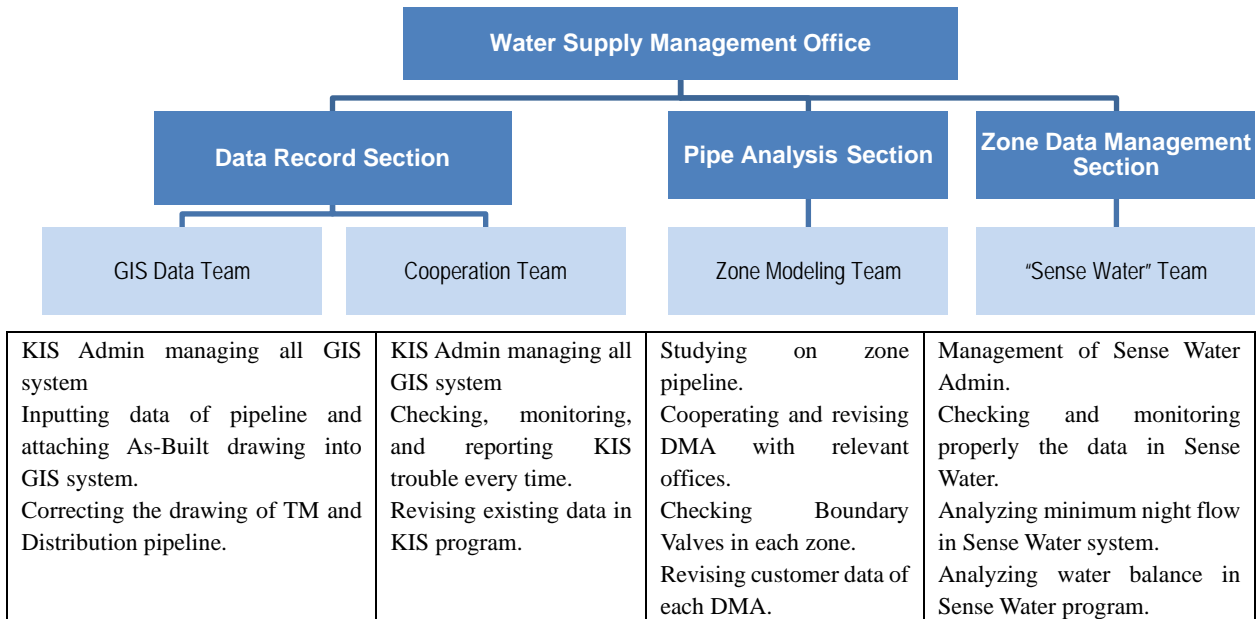 Water Supply Management Office
Data Record Section
Pipe Analysis Section
Zone Data Management
Section
GIS Data Team
Cooperation Team
Zone Modeling Team
“Sense Water” Team
KIS Admin managing all GIS
system
Inputting data of pipeline and
attaching As-Built drawing into
GIS system.
Correcting the drawing of TM and
Distribution pipeline.
KIS Admin managing all
GIS system
Checking, monitoring,
and reporting KIS
trouble every time.
Revising existing data in
KIS program.
Studying on zone
pipeline.
Cooperating and revising
DMA with relevant
offices.
Checking Boundary
Valves in each zone.
Revising customer data of
each DMA.
Management of Sense Water
Admin.
Checking and monitoring
properly the data in Sense
Water.
Analyzing minimum night flow
in Sense Water system.
Analyzing water balance in
Sense Water program.